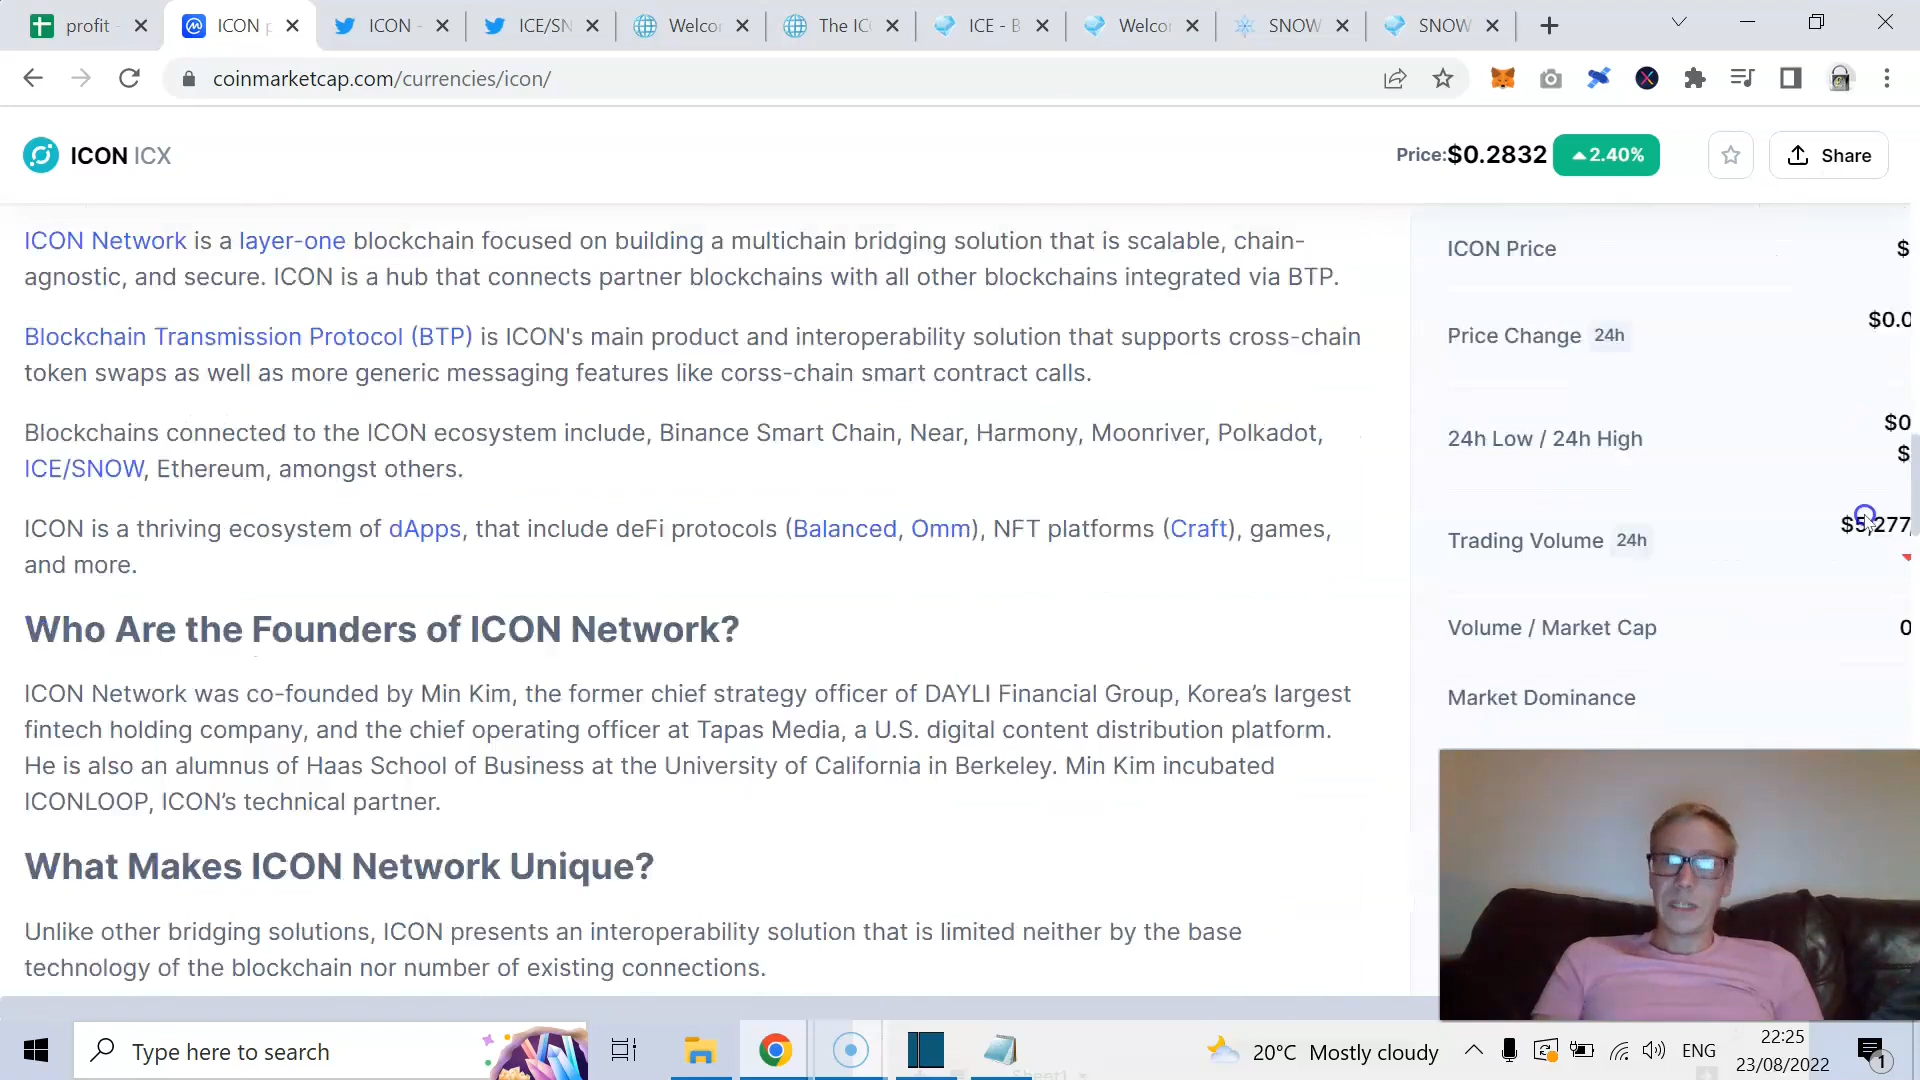 profit -
ICON p
ICON -
ICE/SN
Welco
The IC
ICE - B
Welco
SNOW
SNOW
coinmarketcap.com/currencies/icon/
ICON ICX
Price:$0.2832
2.40%
Share
ICON Network is a layer-one blockchain focused on building a multichain bridging solution that is scalable, chain-
agnostic, and secure. ICON is a hub that connects partner blockchains with all other blockchains integrated via BTP.
Blockchain Transmission Protocol (BTP) is ICON's main product and interoperability solution that supports cross-chain
token swaps as well as more generic messaging features like corss-chain smart contract calls.
Blockchains connected to the ICON ecosystem include, Binance Smart Chain, Near, Harmony, Moonriver, Polkadot,
ICE/SNOW, Ethereum, amongst others.
ICON is a thriving ecosystem of dApps, that include deFi protocols (Balanced, Omm), NFT platforms (Craft), games,
and more.
Who Are the Founders of ICON Network?
ICON Network was co-founded by Min Kim, the former chief strategy officer of DAYLI Financial Group, Korea's largest
fintech holding company, and the chief operating officer at Tapas Media, a U.S. digital content distribution platform.
He is also an alumnus of Haas School of Business at the University of California in Berkeley. Min Kim incubated
ICONLOOP, ICON's technical partner.
What Makes ICON Network Unique?
Unlike other bridging solutions, ICON presents an interoperability solution that is limited neither by the base
technology of the blockchain nor number of existing connections.
ICON Price $
Price Change 24h $0.0
24h Low / 24h High $0
$
Trading Volume 24h $5,277
Volume / Market Cap 0
Market Dominance
Type here to search
20°C Mostly cloudy
ENG
22:25
23/08/2022
1
Sheet1